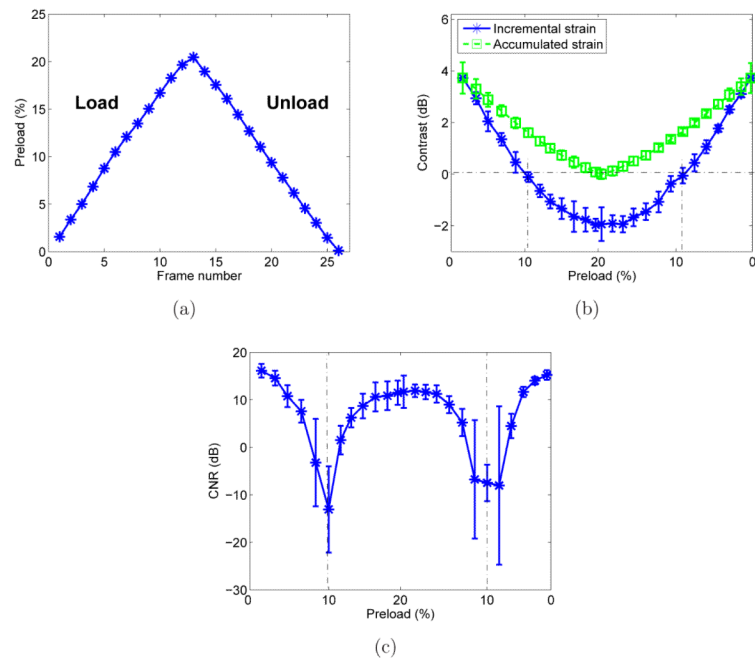 25
20
15
10
5
0
Preload (%)
Load
Unload
0 5 10 15 20 25
Frame number
(a)
6
4
2
0
−2
Contrast (dB)
Incremental strain
Accumulated strain
0 10 20 10 0
Preload (%)
(b)
20
10
0
−10
−20
−30
CNR (dB)
0 10 20 10 0
Preload (%)
(c)